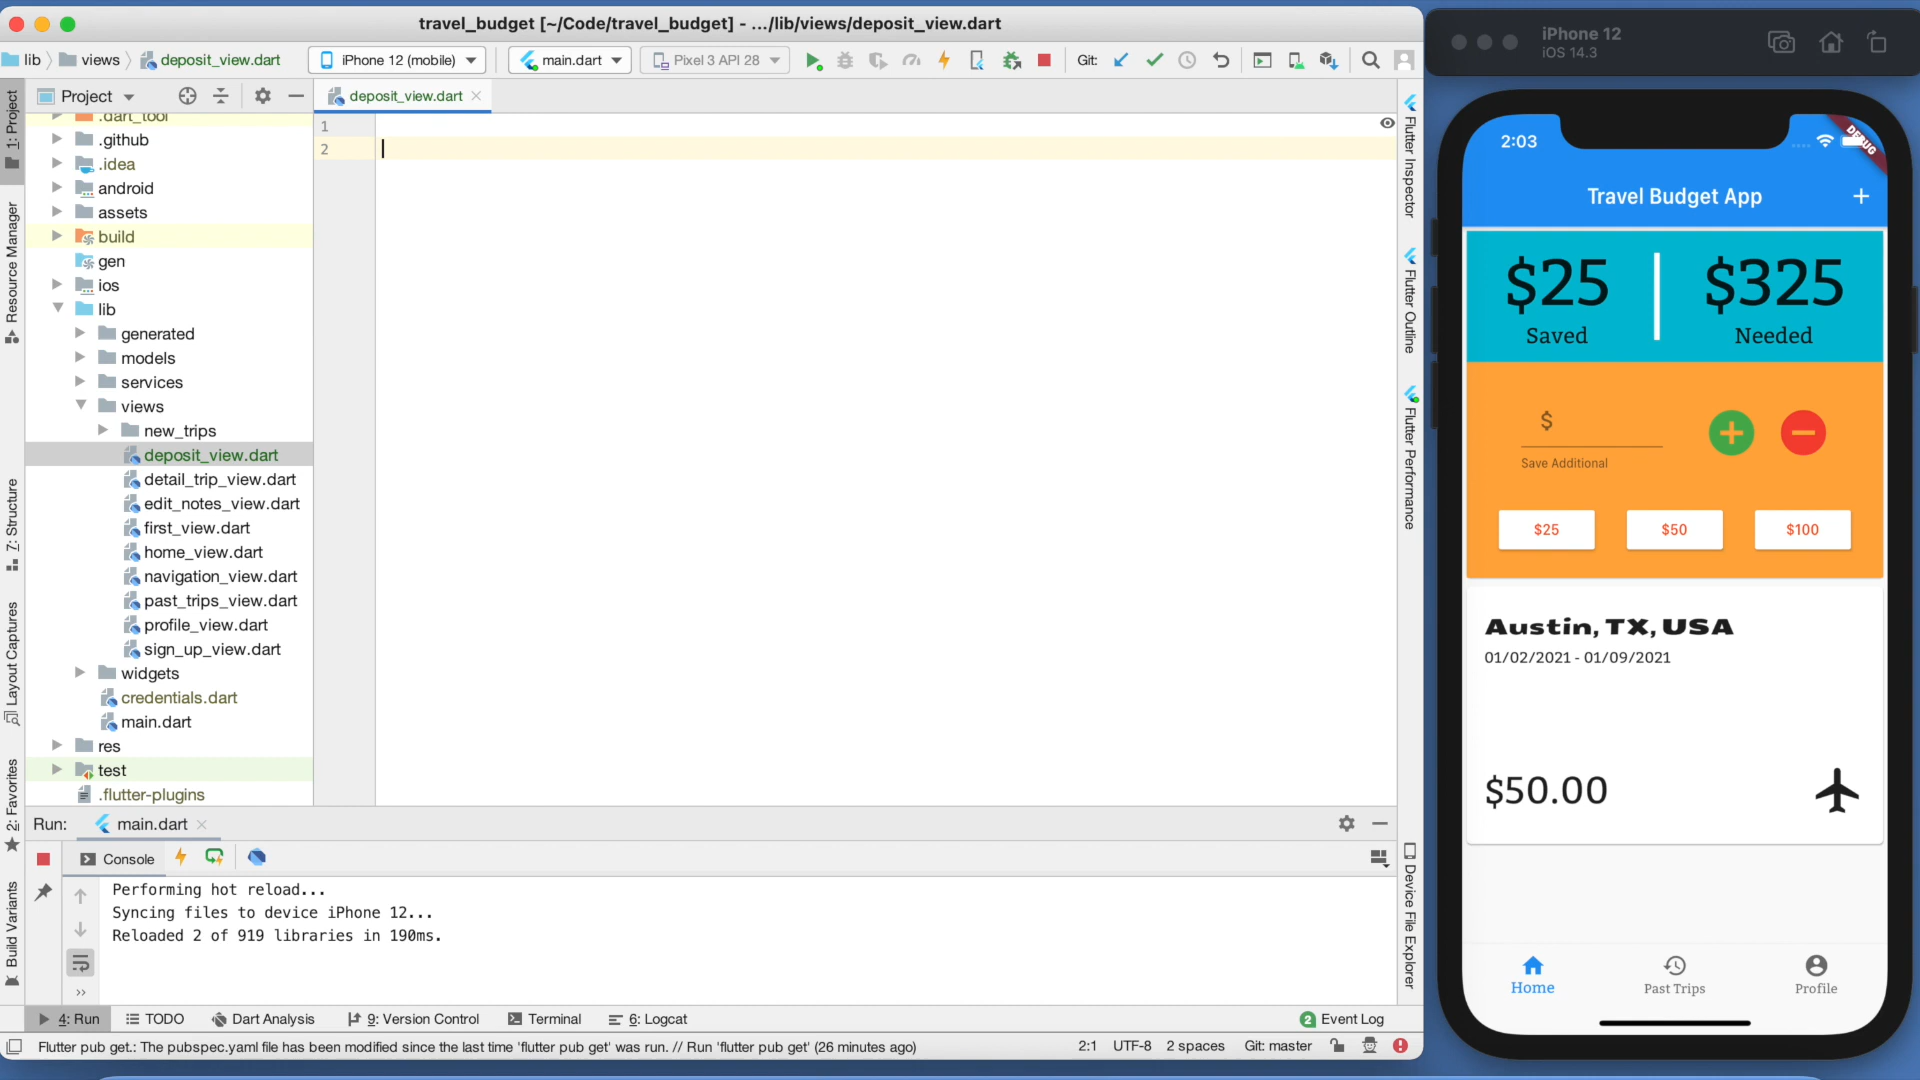 travel_budget [~/Code/travel_budget] - .../lib/views/deposit_view.dart
lib
views
deposit_view.dart
iPhone 12 (mobile)
main.dart
Pixel 3 API 28
Git:
Project
deposit_view.dart
1
2
.dart_tool
.github
.idea
android
assets
build
gen
ios
lib
generated
models
services
views
new_trips
deposit_view.dart
detail_trip_view.dart
edit_notes_view.dart
first_view.dart
home_view.dart
navigation_view.dart
past_trips_view.dart
profile_view.dart
sign_up_view.dart
widgets
credentials.dart
main.dart
res
test
.flutter-plugins
1: Project
Resource Manager
7: Structure
Layout Captures
2: Favorites
Build Variants
Flutter Inspector
Flutter Outline
Flutter Performance
Device File Explorer
Run:
main.dart
Console
Performing hot reload...
Syncing files to device iPhone 12...
Reloaded 2 of 919 libraries in 190ms.
4: Run
TODO
Dart Analysis
9: Version Control
Terminal
6: Logcat
2 Event Log
Flutter pub get.: The pubspec.yaml file has been modified since the last time 'flutter pub get' was run. // Run 'flutter pub get' (26 minutes ago)
2:1
UTF-8
2 spaces
Git: master
iPhone 12
iOS 14.3
2:03
DEBUG
Travel Budget App
+
$25
$325
Saved
Needed
$
Save Additional
$25
$50
$100
Austin, TX, USA
01/02/2021 - 01/09/2021
$50.00
Home
Past Trips
Profile